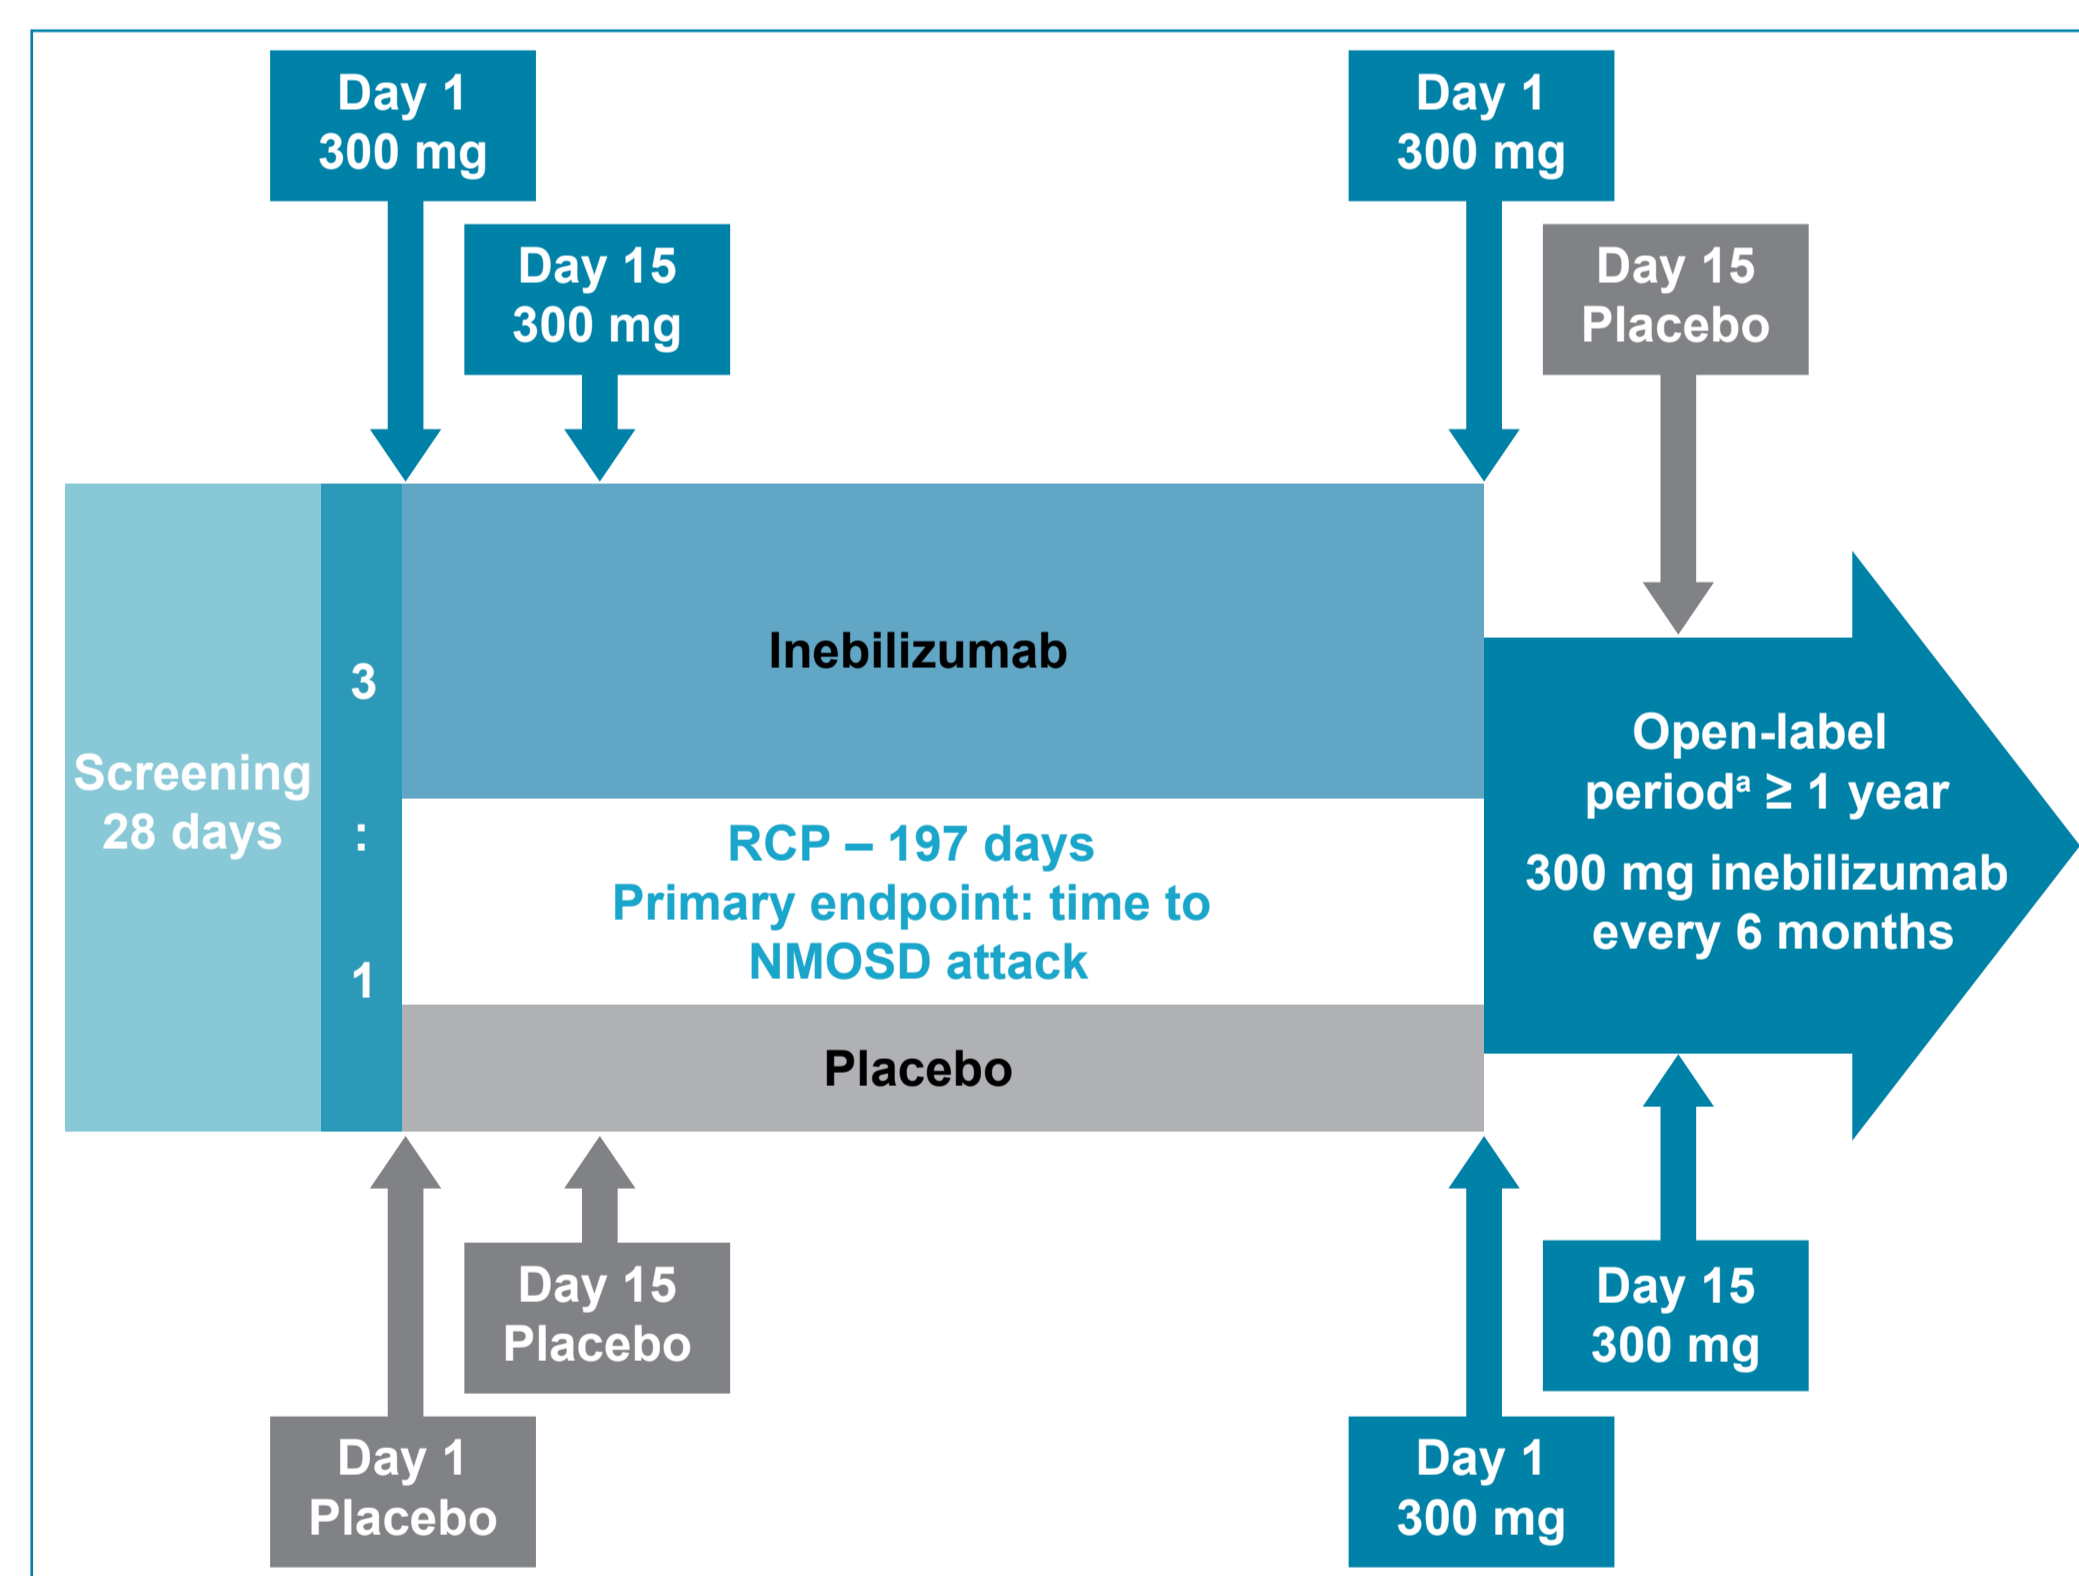 Day 1
300 mg
Day 1
300 mg
Day 15
300 mg
Day 15
Placebo
Screening
28 days
3
:
1
Inebilizumab
RCP – 197 days
Primary endpoint: time to
NMOSD attack
Placebo
Open-label
periodᵃ ≥ 1 year
300 mg inebilizumab
every 6 months
Day 15
Placebo
Day 15
300 mg
Day 1
Placebo
Day 1
300 mg